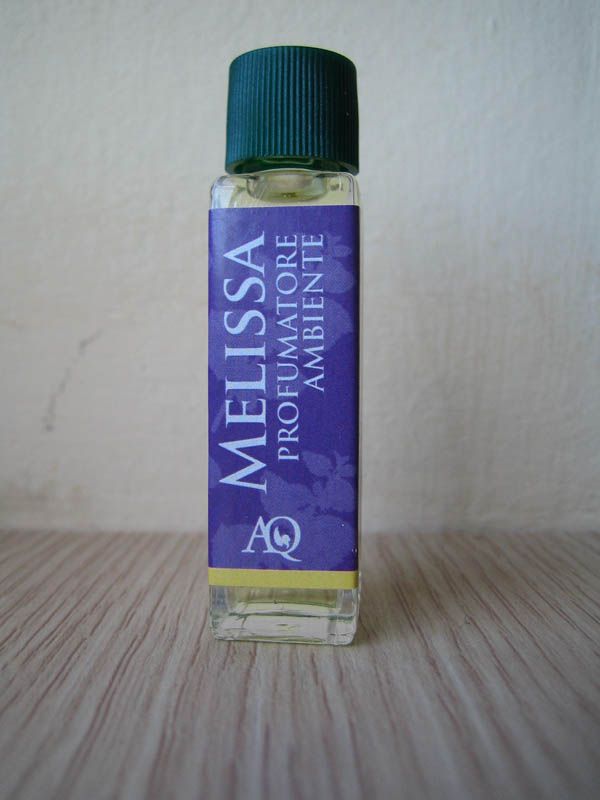 MELISSA
PROFUMATORE
AMBIENTE
AQ